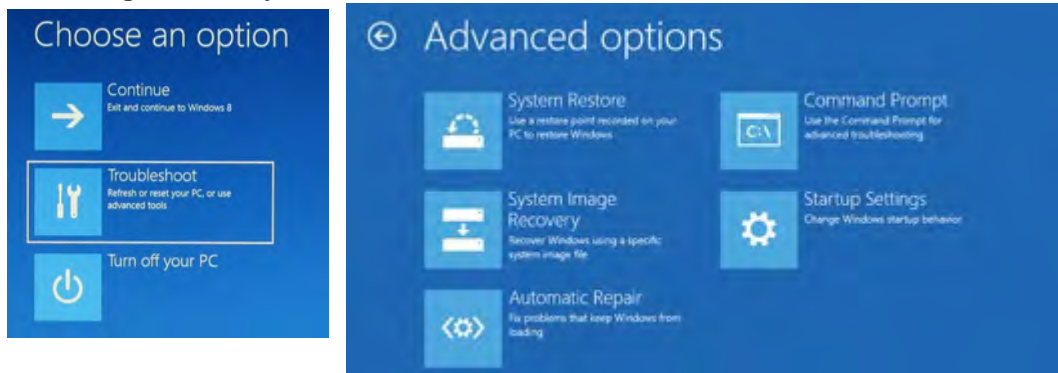 Choose an option
Continue
Exit and continue to Windows 8
Troubleshoot
Refresh or reset your PC, or use
advanced tools
Turn off your PC
Advanced options
System Restore
Use a restore point recorded on your
PC to restore Windows
System Image
Recovery
Recover Windows using a specific
system image file
Automatic Repair
Fix problems that keep Windows from
loading
C:\
Command Prompt
Use the Command Prompt for
advanced troubleshooting
Startup Settings
Change Windows startup behavior